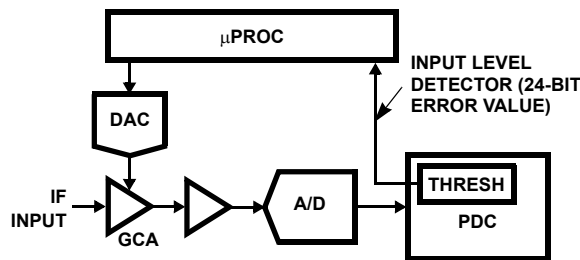 µPROC
INPUT LEVEL
DETECTOR (24-BIT
ERROR VALUE)
DAC
THRESH
IF
INPUT
A/D
PDC
GCA